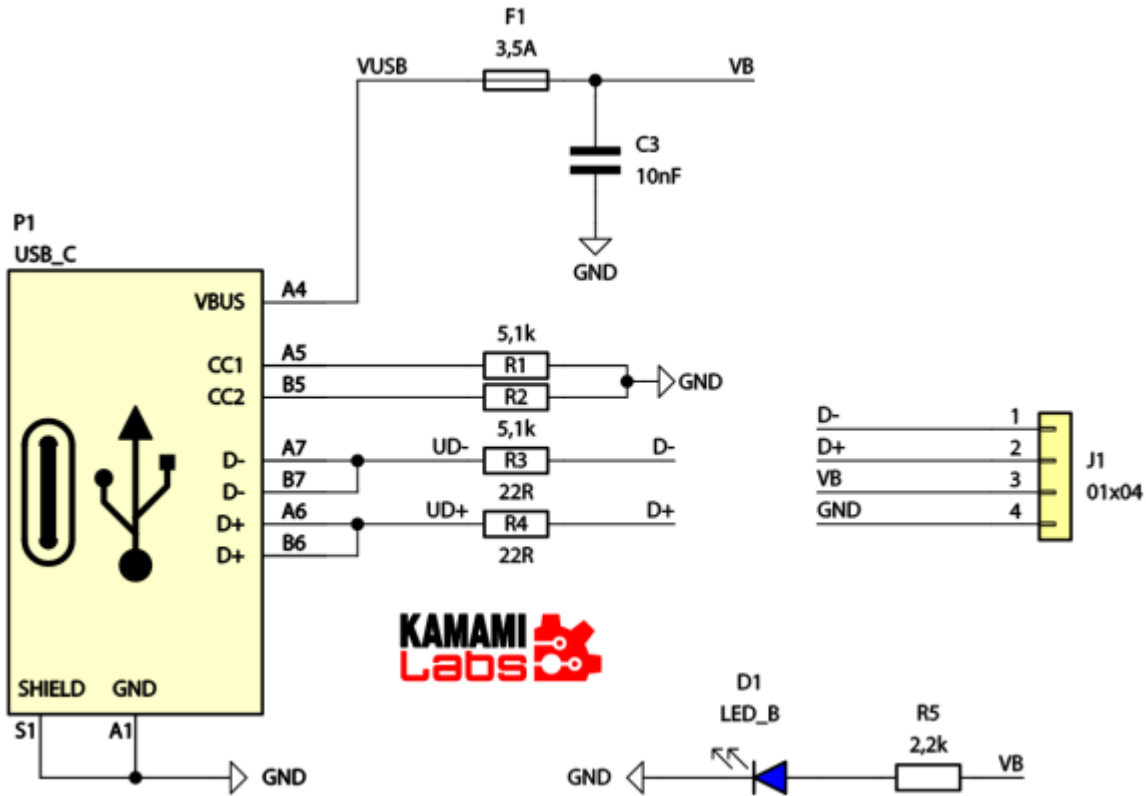 F1
3,5A
VUSB
VB
C3
10nF
GND
P1
USB_C
VBUS A4
5,1k
CC1 A5 R1
GND
CC2 B5 R2
5,1k
D- A7 UD- R3 D-
D- B7 22R
D+ A6 UD+ R4 D+
D+ B6 22R
D- 1
D+ 2
VB 3
GND 4
J1
01x04
KAMAMI
Labs
SHIELD GND
S1 A1
GND
D1
LED_B
R5
2,2k
GND
VB